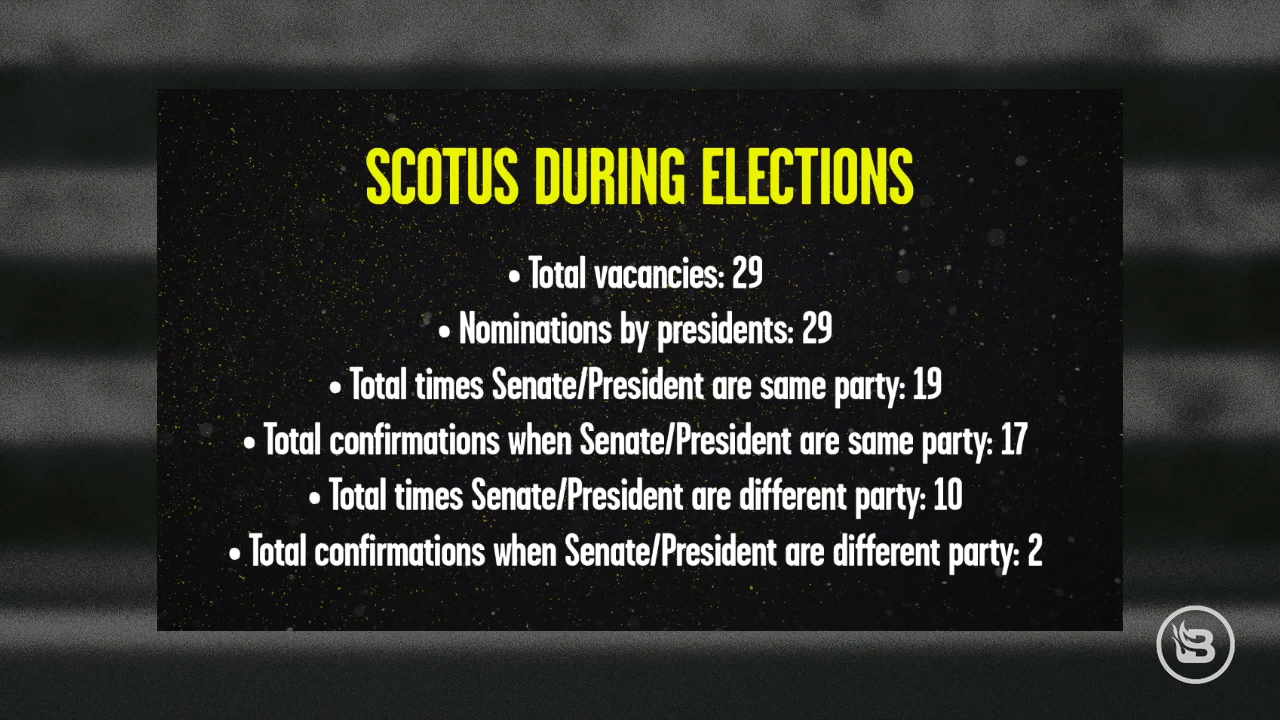 SCOTUS DURING ELECTIONS
• Total vacancies: 29
• Nominations by presidents: 29
• Total times Senate/President are same party: 19
• Total confirmations when Senate/President are same party: 17
• Total times Senate/President are different party: 10
• Total confirmations when Senate/President are different party: 2
B